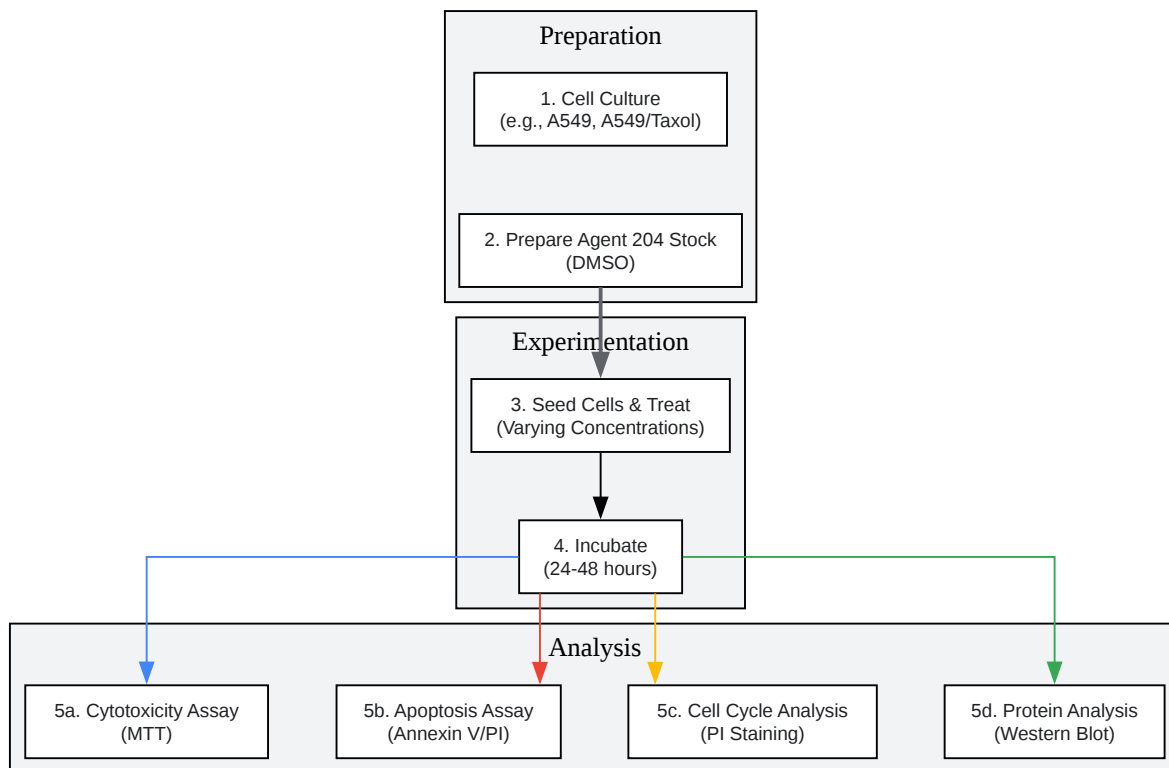 Preparation
1. Cell Culture
(e.g., A549, A549/Taxol)
2. Prepare Agent 204 Stock
(DMSO)
Experimentation
3. Seed Cells & Treat
(Varying Concentrations)
4. Incubate
(24-48 hours)
Analysis
5a. Cytotoxicity Assay
(MTT)
5b. Apoptosis Assay
(Annexin V/PI)
5c. Cell Cycle Analysis
(PI Staining)
5d. Protein Analysis
(Western Blot)